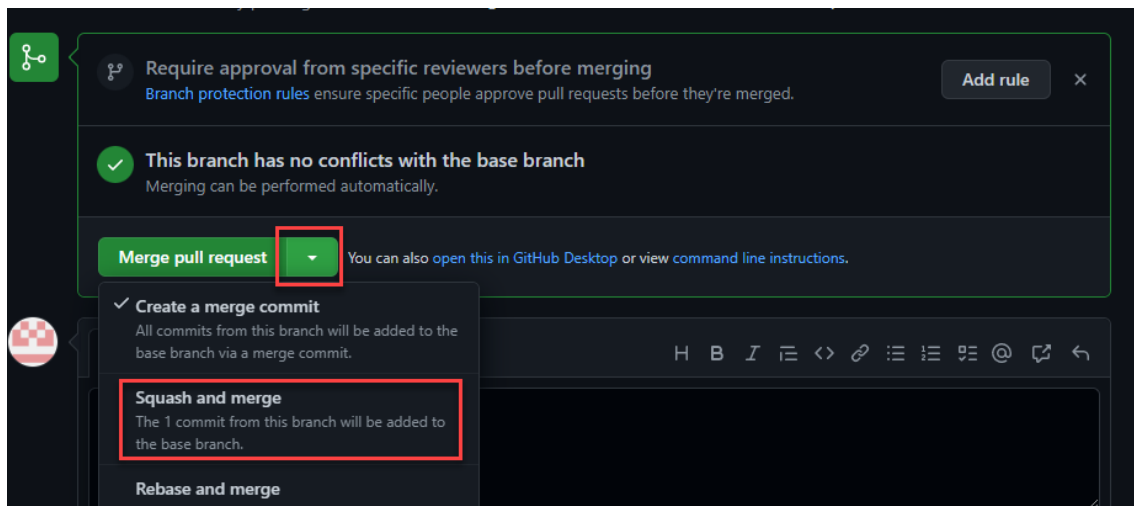 Require approval from specific reviewers before merging
Branch protection rules ensure specific people approve pull requests before they're merged.
Add rule
This branch has no conflicts with the base branch
Merging can be performed automatically.
Merge pull request
You can also open this in GitHub Desktop or view command line instructions.
Create a merge commit
All commits from this branch will be added to the
base branch via a merge commit.
Squash and merge
The 1 commit from this branch will be added to
the base branch.
Rebase and merge